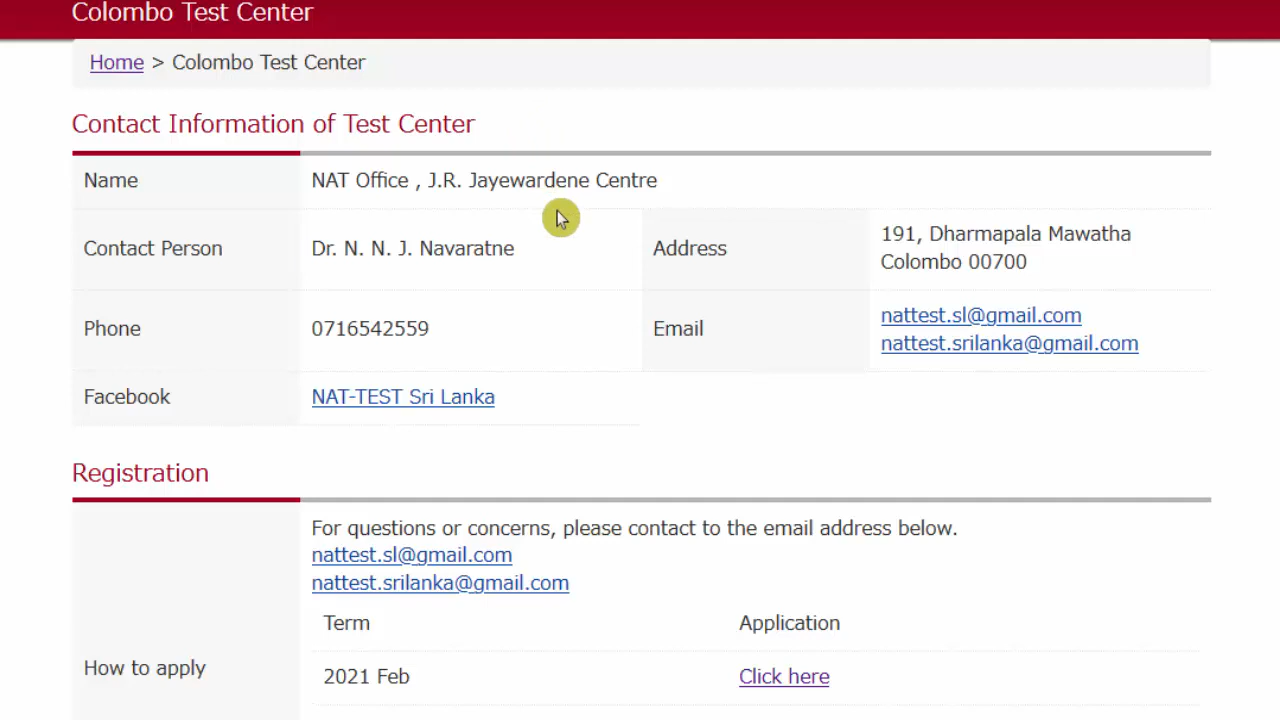 Colombo Test Center
Home > Colombo Test Center
Contact Information of Test Center
Name NAT Office , J.R. Jayewardene Centre
Contact Person Dr. N. N. J. Navaratne Address 191, Dharmapala Mawatha
Colombo 00700
Phone 0716542559 Email nattest.sl@gmail.com
nattest.srilanka@gmail.com
Facebook NAT-TEST Sri Lanka
Registration
For questions or concerns, please contact to the email address below.
nattest.sl@gmail.com
nattest.srilanka@gmail.com
Term Application
How to apply
2021 Feb Click here